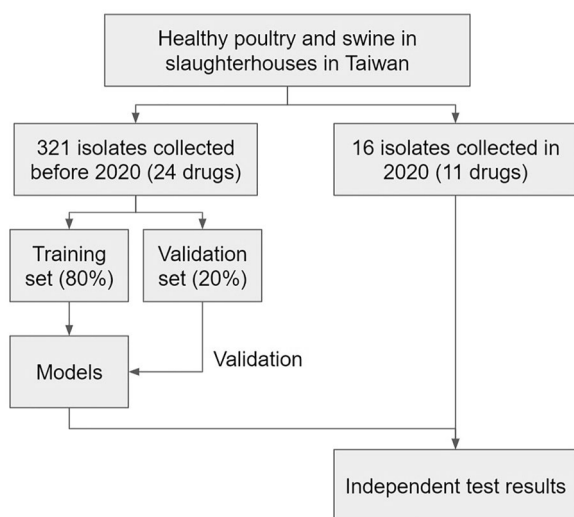 Healthy poultry and swine in
slaughterhouses in Taiwan
321 isolates collected
before 2020 (24 drugs)
16 isolates collected in
2020 (11 drugs)
Training
set (80%)
Validation
set (20%)
Models
Validation
Independent test results